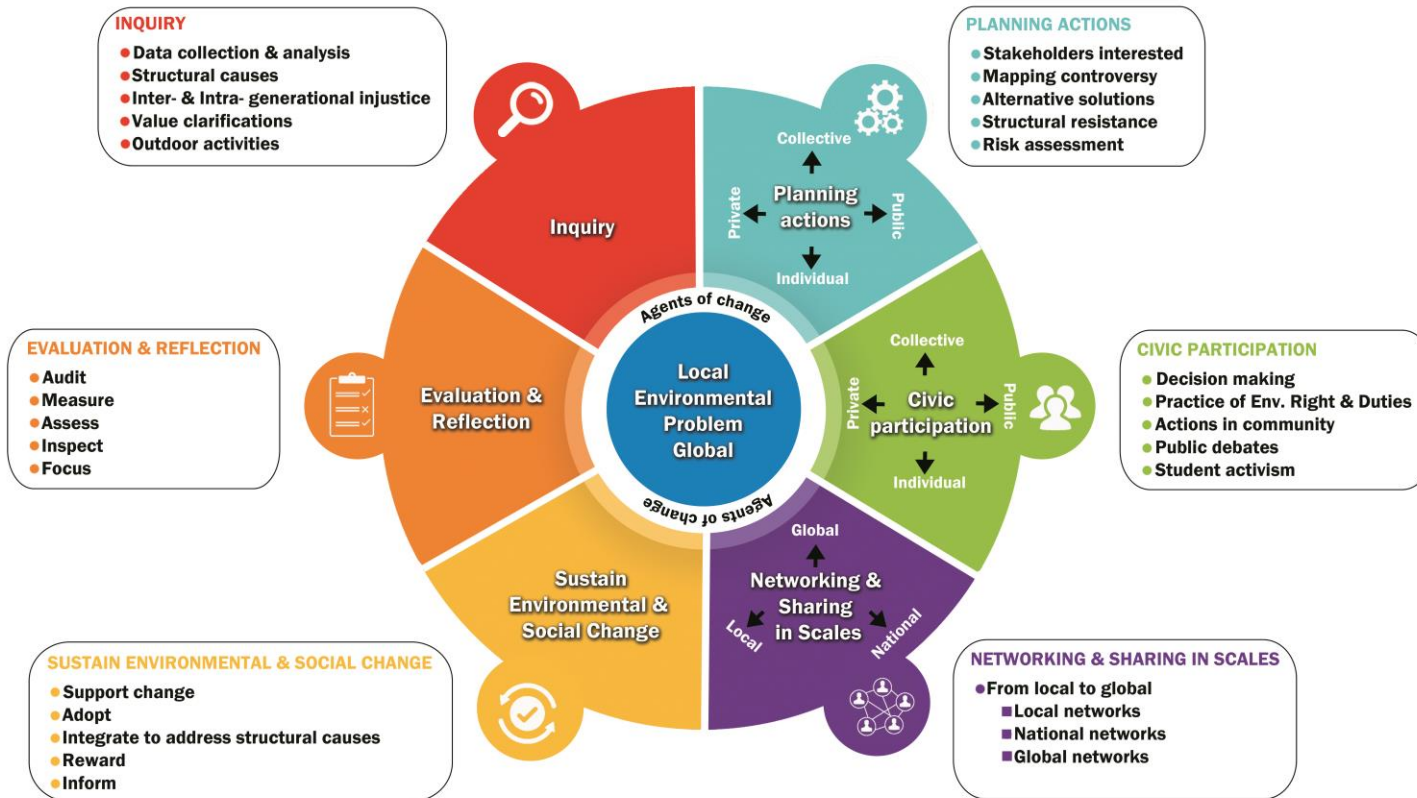 INQUIRY
Data collection & analysis
Structural causes
Inter- & Intra- generational injustice
Value clarifications
Outdoor activities
PLANNING ACTIONS
Stakeholders interested
Mapping controversy
Alternative solutions
Structural resistance
Risk assessment
Inquiry
Collective
Private
Planning
actions
Public
Individual
EVALUATION & REFLECTION
Audit
Measure
Assess
Inspect
Focus
Evaluation &
Reflection
Agents of change
Local
Environmental
Problem
Global
Agents of change
Collective
Private
Civic
participation
Public
Individual
CIVIC PARTICIPATION
Decision making
Practice of Env. Right & Duties
Actions in community
Public debates
Student activism
Sustain
Environmental &
Social Change
Global
Networking &
Sharing
in Scales
Local
National
SUSTAIN ENVIRONMENTAL & SOCIAL CHANGE
Support change
Adopt
Integrate to address structural causes
Reward
Inform
NETWORKING & SHARING IN SCALES
From local to global
Local networks
National networks
Global networks